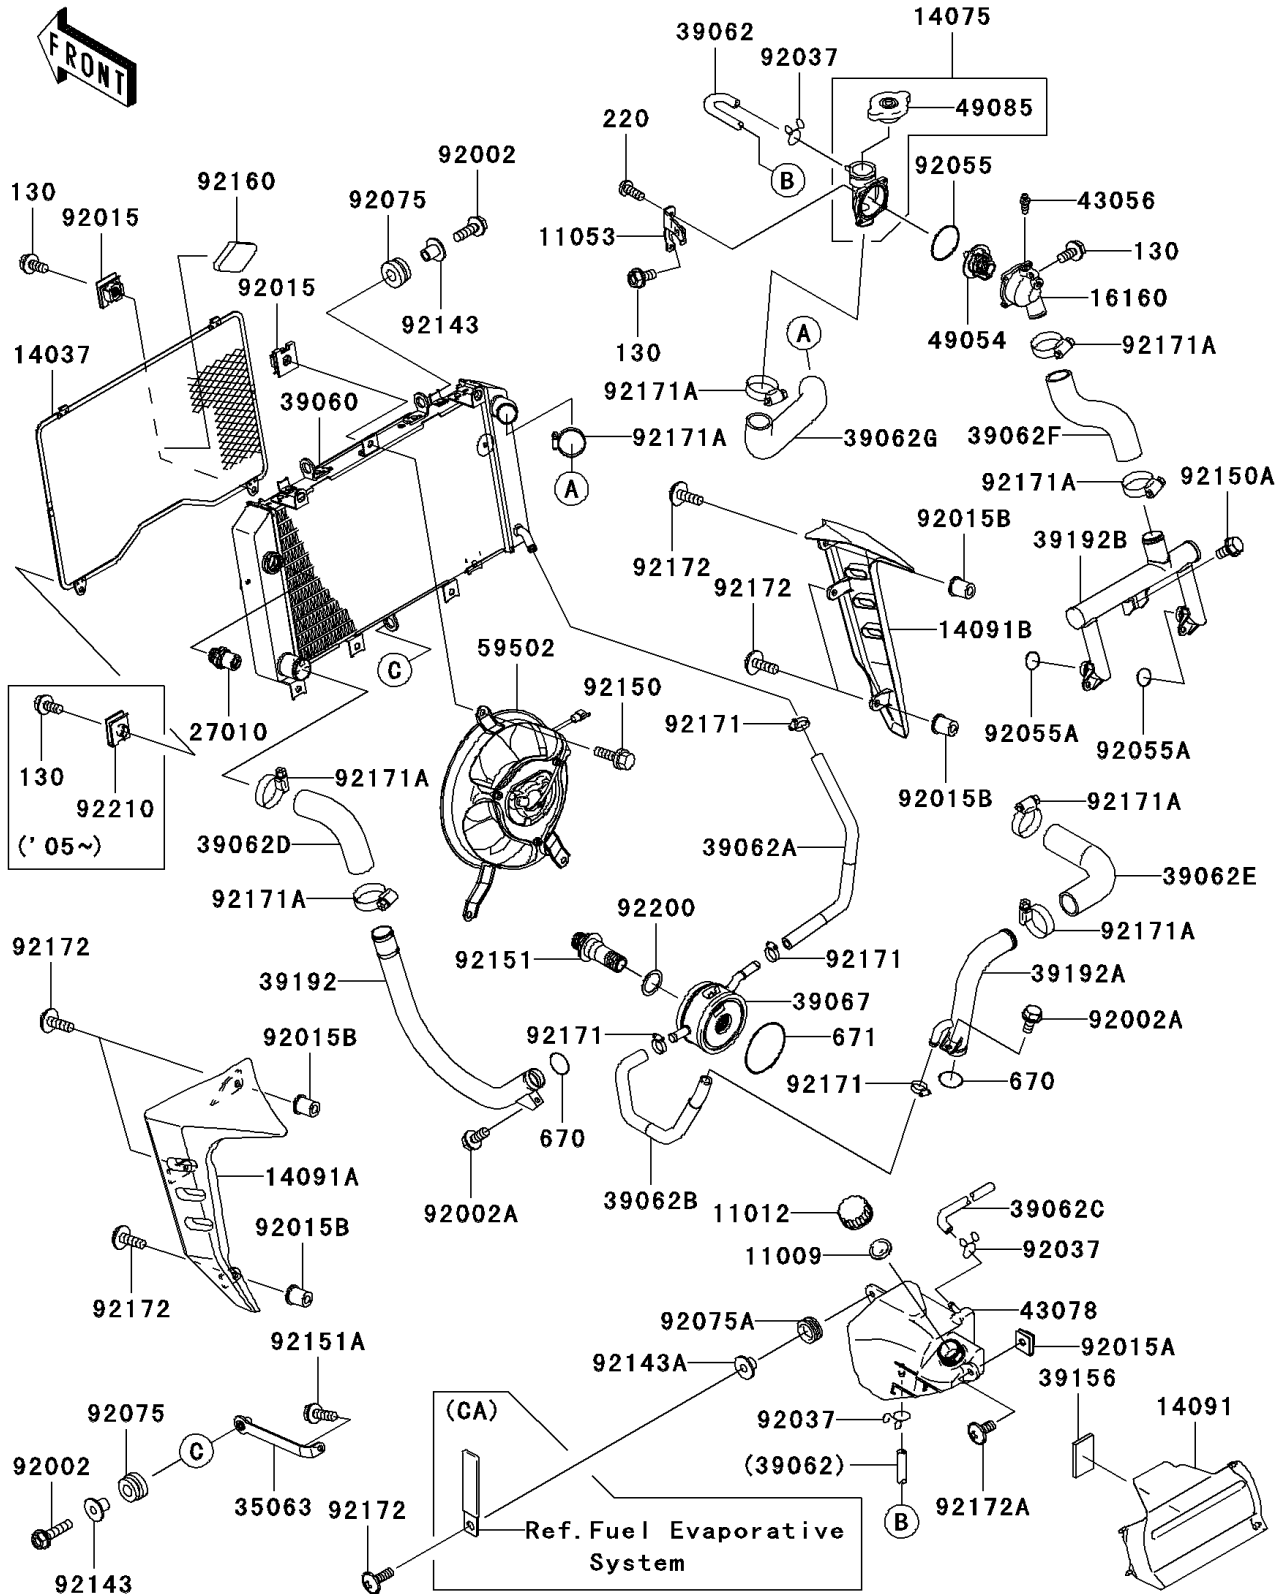 FRONT
39062
92037
14075
49085
220
92002
92055
B
43056
92160
130
92015
92075
11053
130
92015
16160
92143
49054
A
14037
130
92171A
39060
92171A
92171A
39062G
39062F
A
92171A
92150A
92172
92015B
39192B
92172
14091B
C
59502
92150
27010
92171
92055A
92055A
130
92171A
92015B
92171A
92210
('05~)
39062D
39062A
39062E
92171A
92200
92171A
92172
92151
92171
39192
39067
39192A
92171
671
92002A
92015B
92171
670
670
14091A
39062B
92002A
11012
39062C
92015B
11009
92037
92172
92075A
43078
92151A
92143A
92015A
39156
92075
(CA)
92037
14091
C
92002
(39062)
35063
92172
92172A
B
Ref.Fuel Evaporative
System
92143